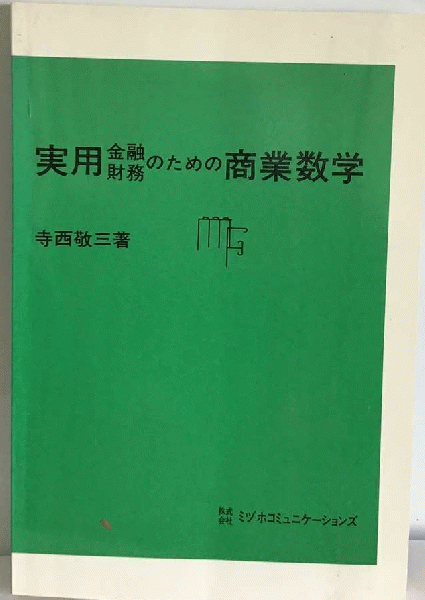 実用金融財務のための商業数学
寺西敬三著
株式会社ミヅホコミュニケーションズ